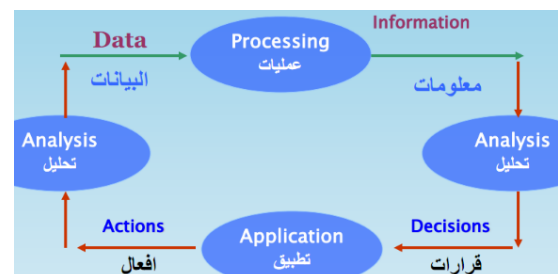 Data
البيانات
Processing
عمليات
Information
معلومات
Analysis
تحليل
Analysis
تحليل
Actions
افعال
Application
تطبيق
Decisions
قرارات